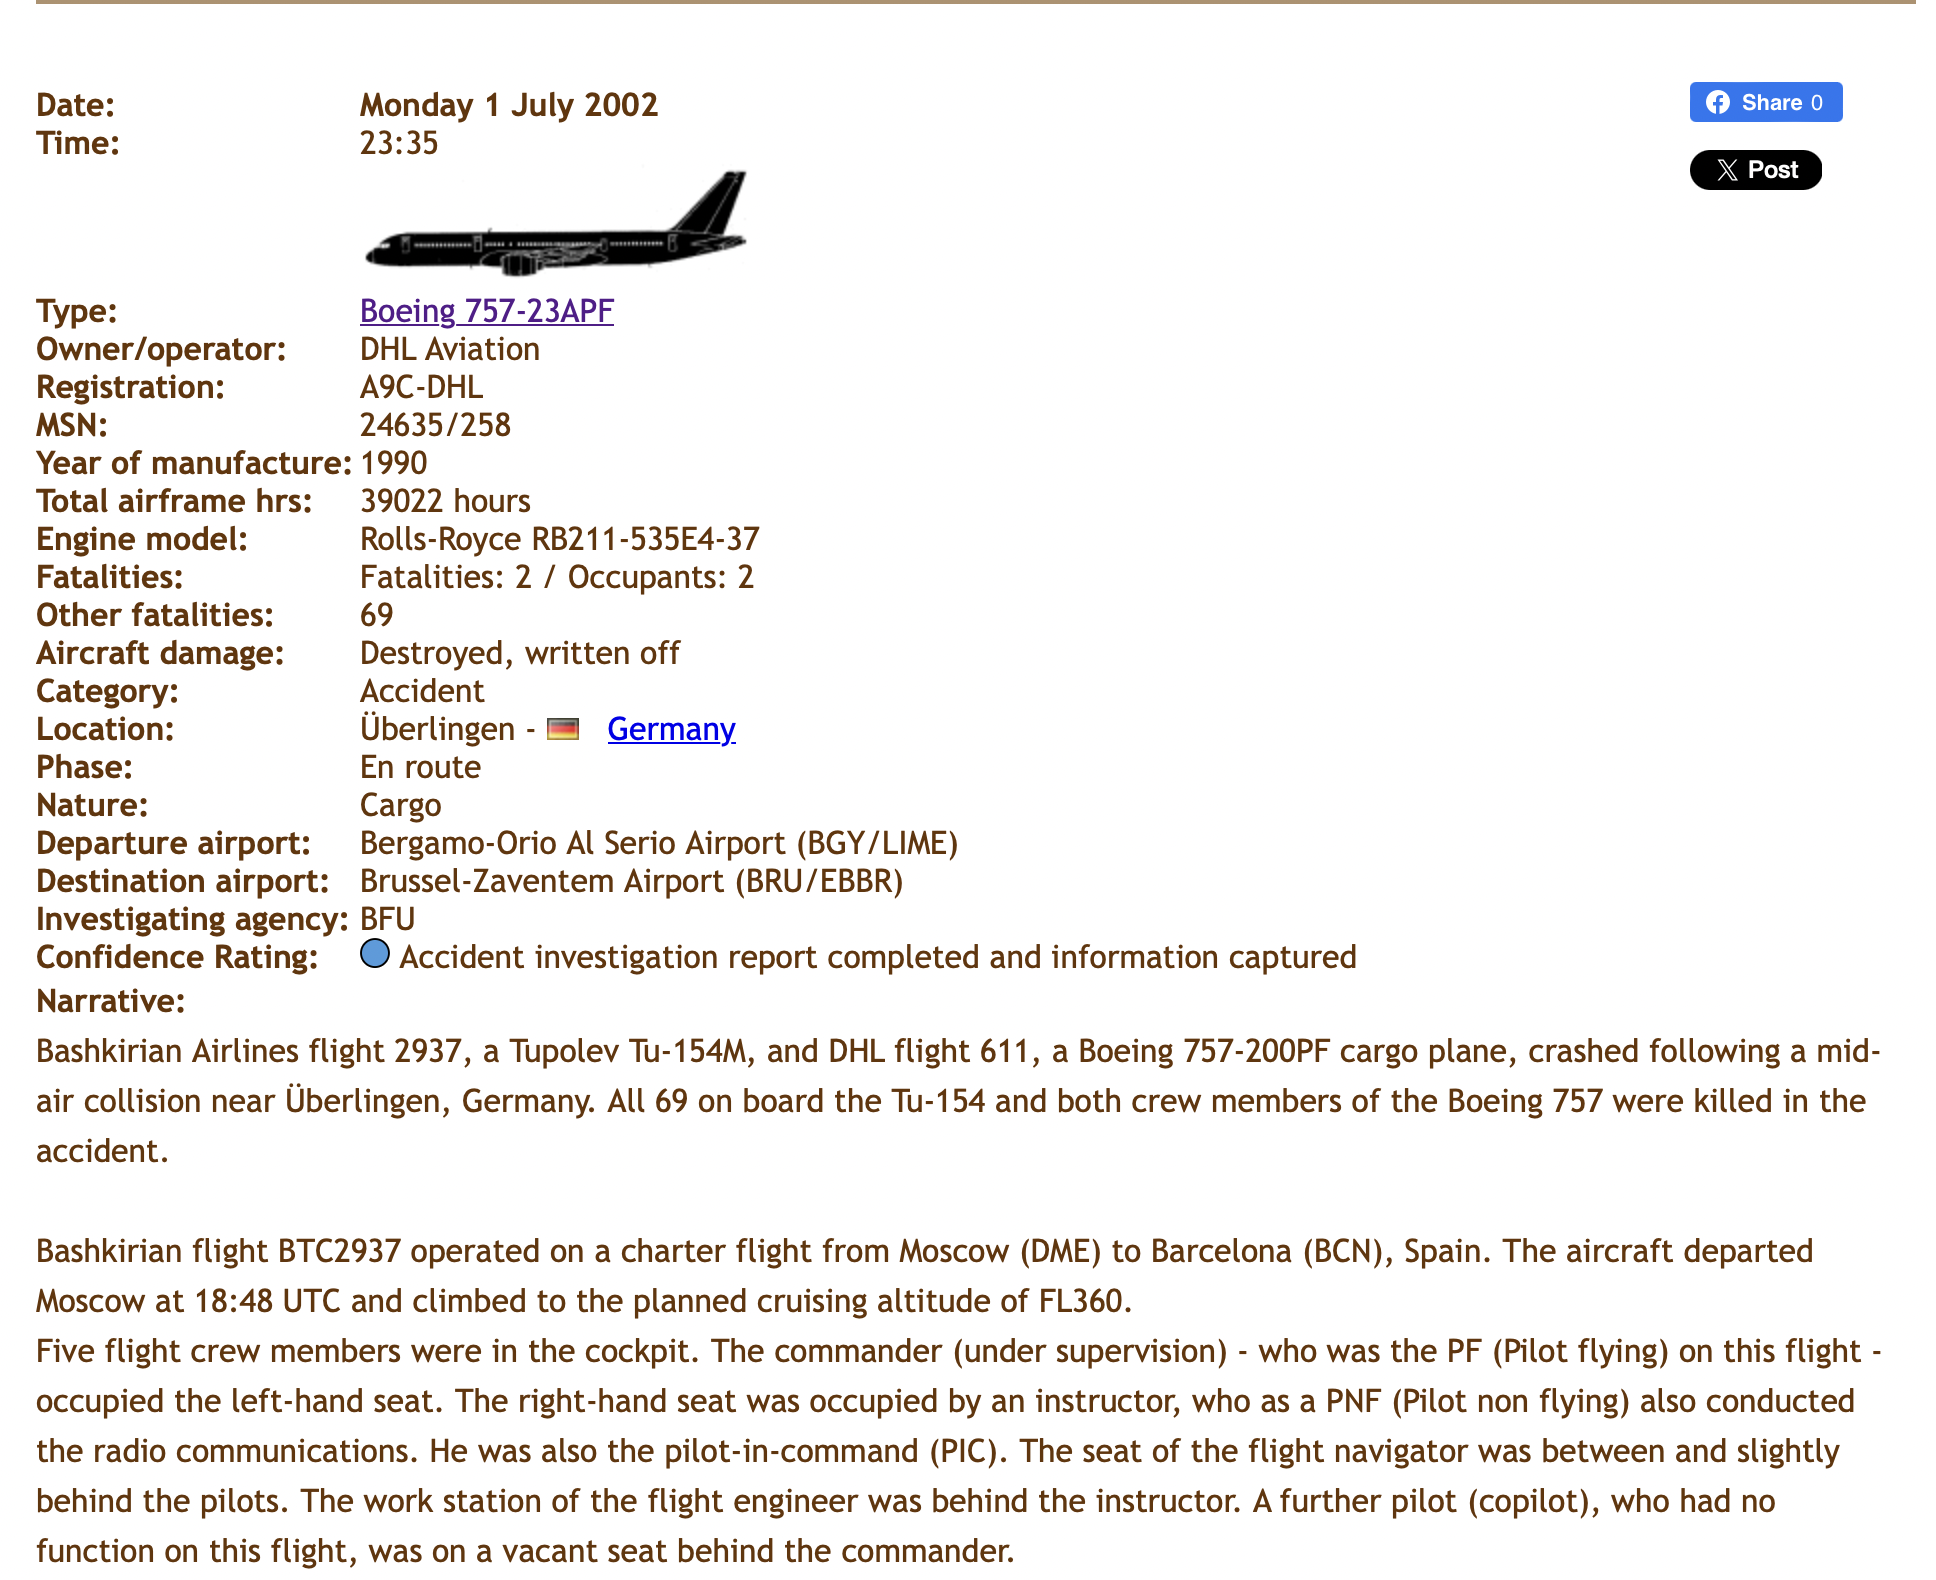 Date: Monday 1 July 2002
Share 0
Time: 23:35
Post
Type: Boeing 757-23APF
Owner/operator: DHL Aviation
Registration: A9C-DHL
MSN: 24635/258
Year of manufacture: 1990
Total airframe hrs: 39022 hours
Engine model: Rolls-Royce RB211-535E4-37
Fatalities: Fatalities: 2 / Occupants: 2
Other fatalities: 69
Aircraft damage: Destroyed, written off
Category: Accident
Location: Überlingen - Germany
Phase: En route
Nature: Cargo
Departure airport: Bergamo-Orio Al Serio Airport (BGY/LIME)
Destination airport: Brussel-Zaventem Airport (BRU/EBBR)
Investigating agency: BFU
Confidence Rating: Accident investigation report completed and information captured
Narrative:
Bashkirian Airlines flight 2937, a Tupolev Tu-154M, and DHL flight 611, a Boeing 757-200PF cargo plane, crashed following a mid-
air collision near Überlingen, Germany. All 69 on board the Tu-154 and both crew members of the Boeing 757 were killed in the
accident.
Bashkirian flight BTC2937 operated on a charter flight from Moscow (DME) to Barcelona (BCN), Spain. The aircraft departed
Moscow at 18:48 UTC and climbed to the planned cruising altitude of FL360.
Five flight crew members were in the cockpit. The commander (under supervision) - who was the PF (Pilot flying) on this flight -
occupied the left-hand seat. The right-hand seat was occupied by an instructor, who as a PNF (Pilot non flying) also conducted
the radio communications. He was also the pilot-in-command (PIC). The seat of the flight navigator was between and slightly
behind the pilots. The work station of the flight engineer was behind the instructor. A further pilot (copilot), who had no
function on this flight, was on a vacant seat behind the commander.